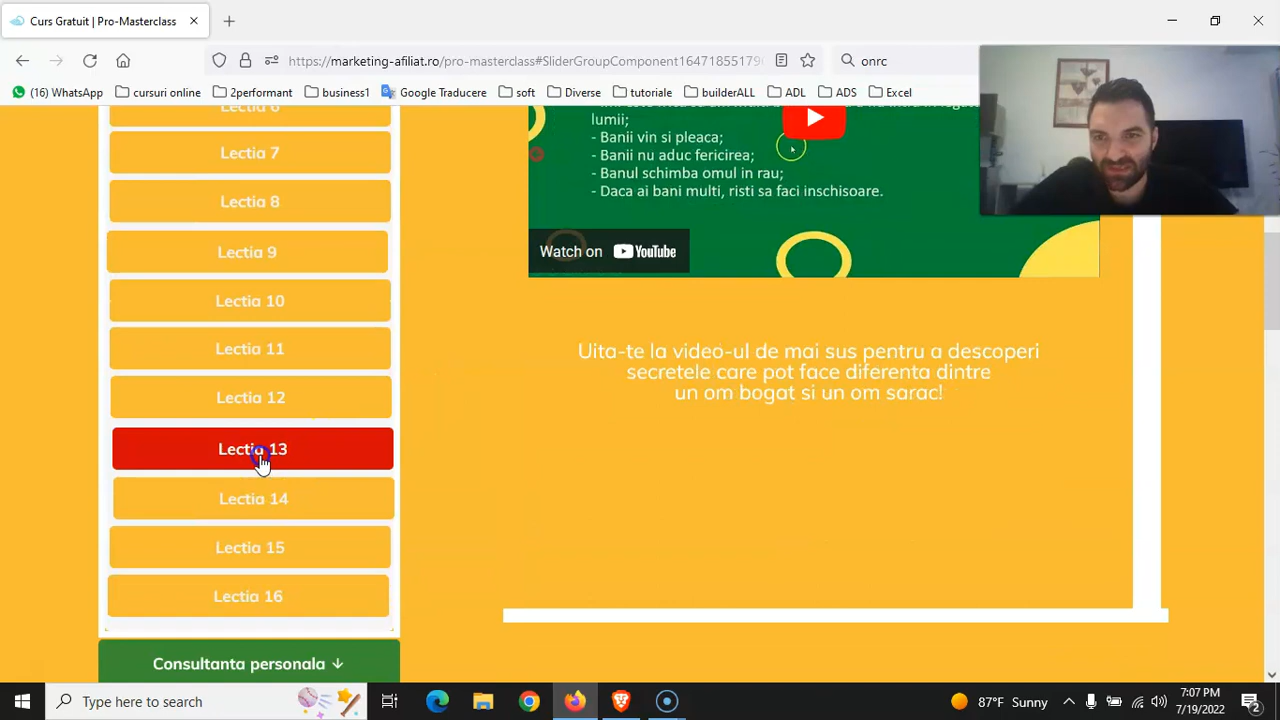 Curs Gratuit | Pro-Masterclass
https://marketing-afiliat.ro/pro-masterclass#SliderGroupComponent1647185517
onrc
(16) WhatsApp
cursuri online
2performant
business1
Google Traducere
soft
Diverse
tutoriale
builderALL
ADL
ADS
Excel
Lectia 6
Lectia 7
Lectia 8
Lectia 9
Lectia 10
Lectia 11
Lectia 12
Lectia 13
Lectia 14
Lectia 15
Lectia 16
Consultanta personala ↓
lumii;
- Banii vin si pleaca;
- Banii nu aduc fericirea;
- Banul schimba omul in rau;
- Daca ai bani multi, risti sa faci inschisoare.
Watch on YouTube
Uita-te la video-ul de mai sus pentru a descoperi
secretele care pot face diferenta dintre
un om bogat si un om sarac!
Type here to search
87°F Sunny
7:07 PM
7/19/2022
2